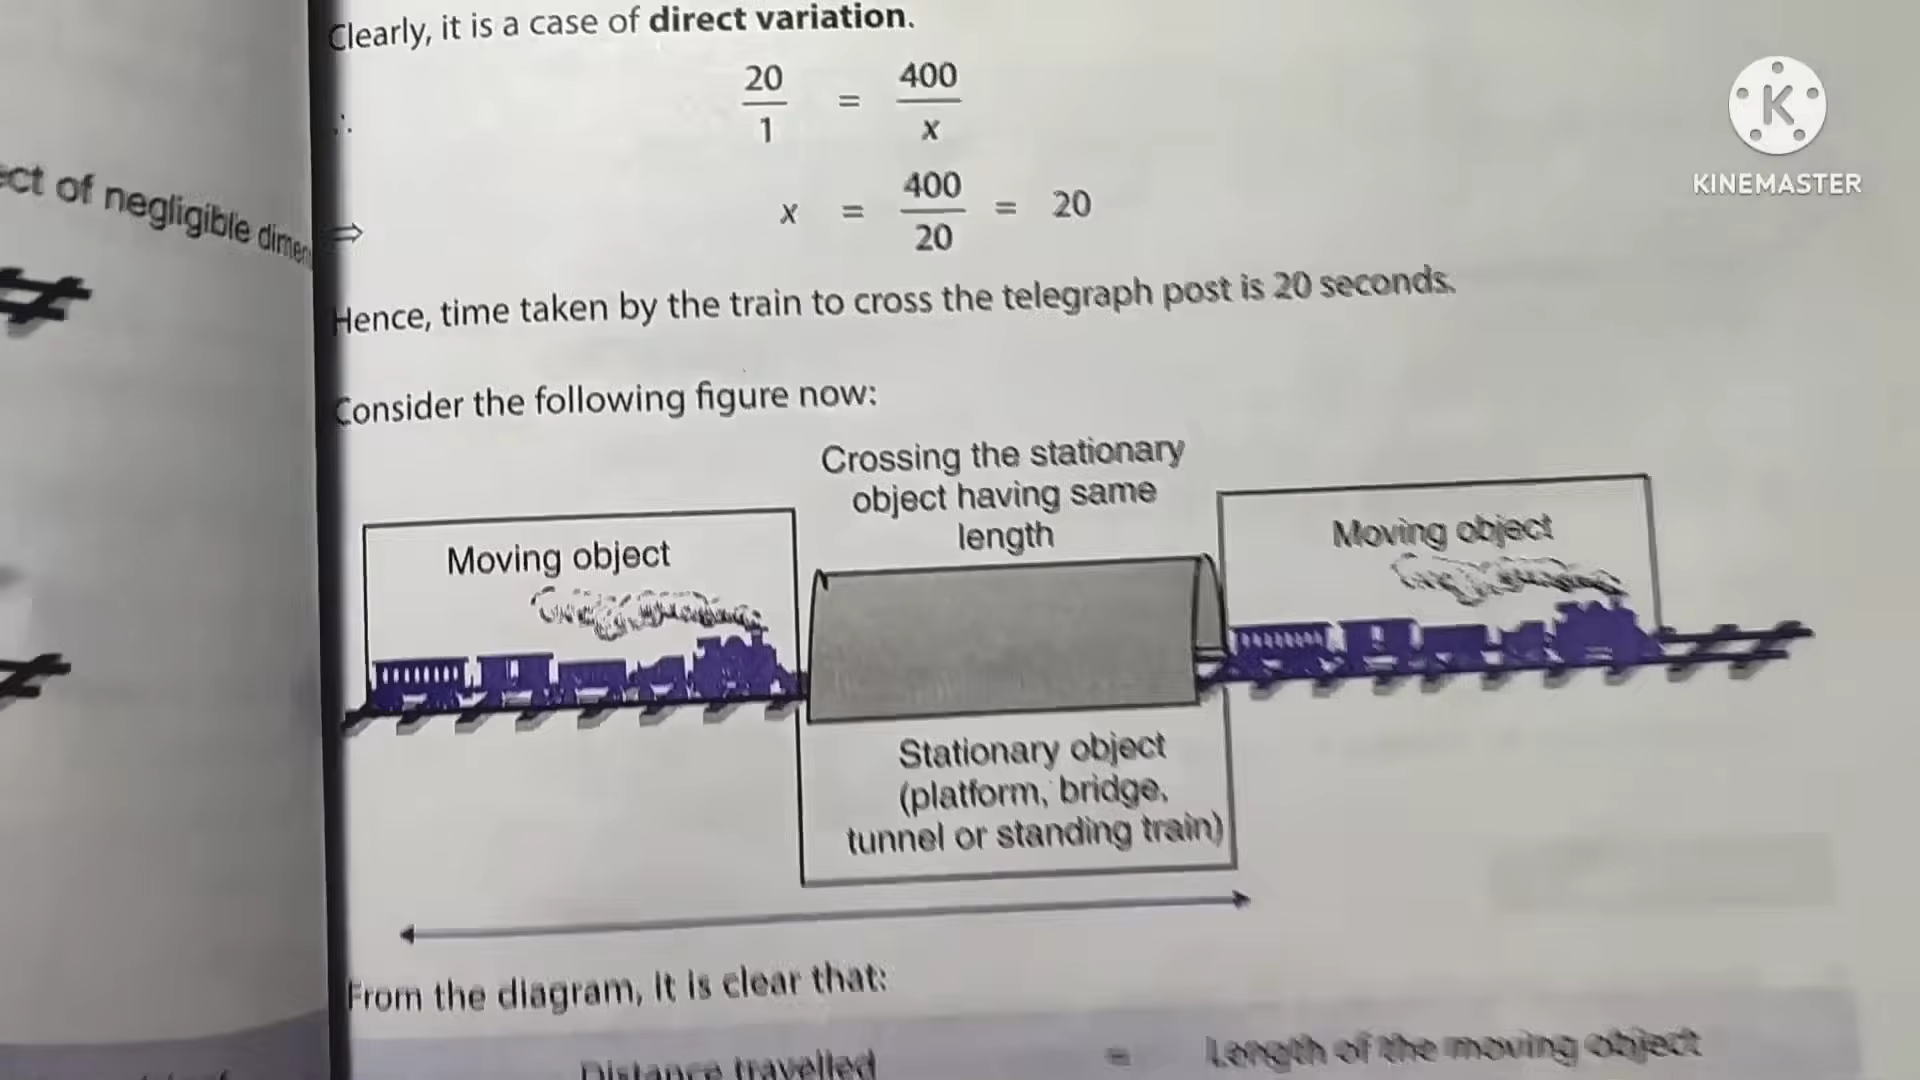 Clearly, it is a case of direct variation.
∴ 20/1 = 400/x
⇒ x = 400/20 = 20
Hence, time taken by the train to cross the telegraph post is 20 seconds.
Consider the following figure now:
Crossing the stationary
object having same
length
Moving object
Moving object
Stationary object
(platform, bridge,
tunnel or standing train)
From the diagram, it is clear that:
Distance travelled = Length of the moving object
of negligible
KINEMASTER